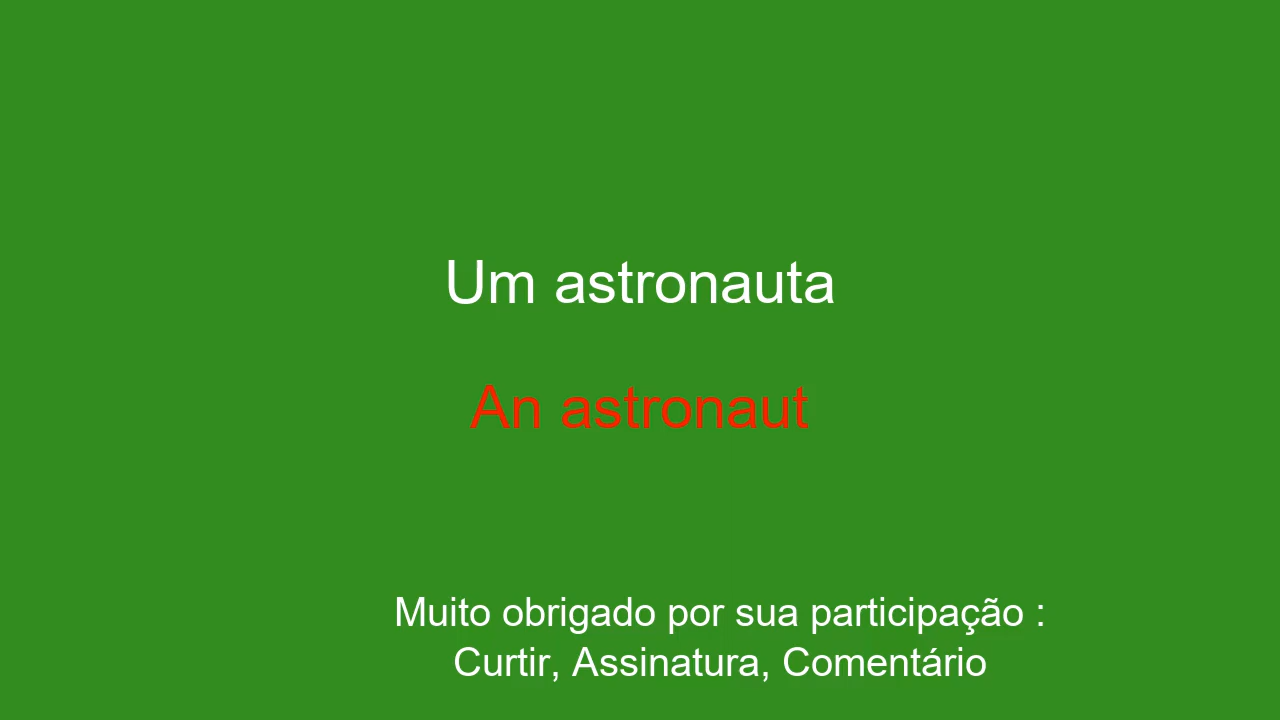 Um astronauta
An astronaut
Muito obrigado por sua participação :
Curtir, Assinatura, Comentário